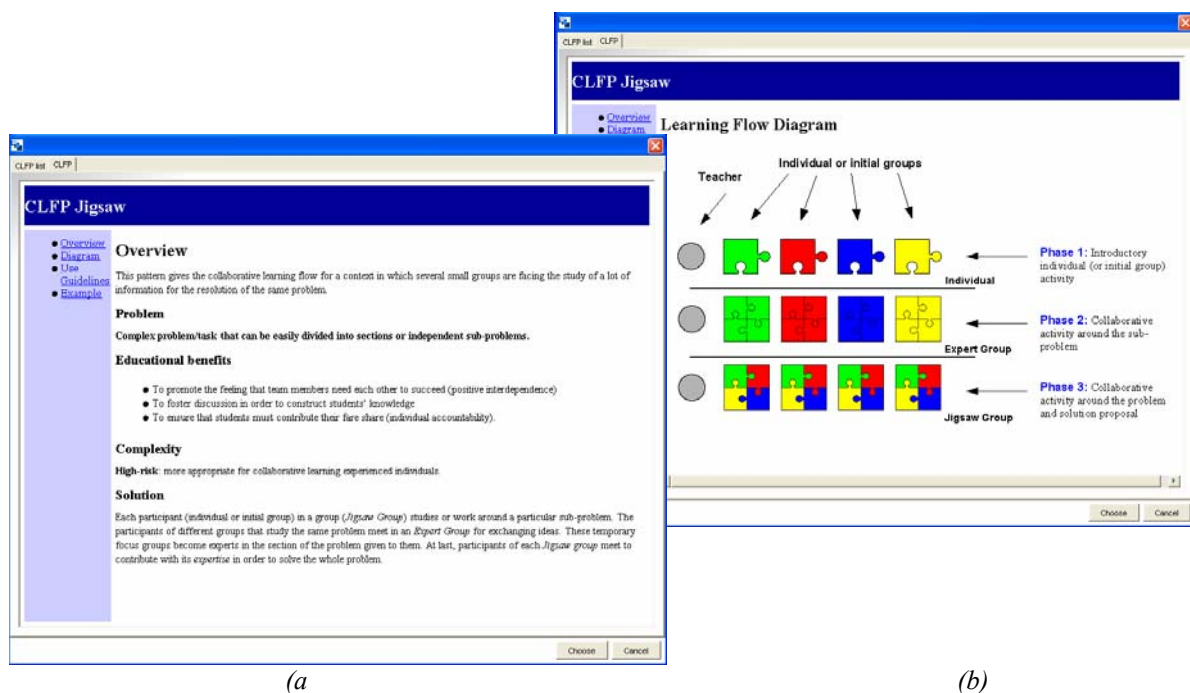 CLFP list CLFP
CLFP Jigsaw
Overview
Diagram
Use
Guidelines
Example
Overview
This pattern gives the collaborative learning flow for a context in which several small groups are facing the study of a lot of
information for the resolution of the same problem.
Problem
Complex problem/task that can be easily divided into sections or independent sub-problems.
Educational benefits
To promote the feeling that team members need each other to succeed (positive interdependence)
To foster discussion in order to construct students' knowledge
To ensure that students must contribute their fare share (individual accountability).
Complexity
High-risk: more appropriate for collaborative learning experienced individuals.
Solution
Each participant (individual or initial group) in a group (Jigsaw Group) studies or work around a particular sub-problem. The
participants of different groups that study the same problem meet in an Expert Group for exchanging ideas. These temporary
focus groups become experts in the section of the problem given to them. At last, participants of each Jigsaw group meet to
contribute with its expertise in order to solve the whole problem.
Choose Cancel
(a
CLFP list CLFP
CLFP Jigsaw
Overview
Diagram
Learning Flow Diagram
Individual or initial groups
Teacher
Phase 1: Introductory
individual (or initial group)
activity
Individual
Phase 2: Collaborative
activity around the sub-
problem
Expert Group
Phase 3: Collaborative
activity around the problem
and solution proposal
Jigsaw Group
Choose Cancel
(b)